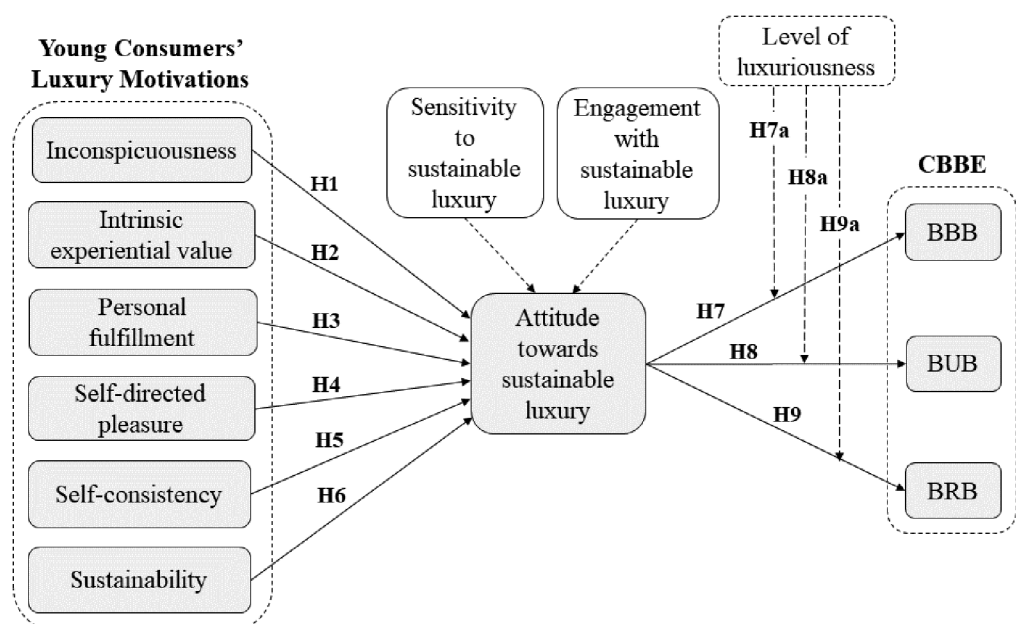 Young Consumers'
Luxury Motivations
Inconspicuousness
Intrinsic
experiential value
Personal
fulfillment
Self-directed
pleasure
Self-consistency
Sustainability
H1
H2
H3
H4
H5
H6
Sensitivity
to
sustainable
luxury
Engagement
with
sustainable
luxury
Attitude
towards
sustainable
luxury
Level of
luxuriousness
H7a
H8a
H9a
H7
H8
H9
CBBE
BBB
BUB
BRB